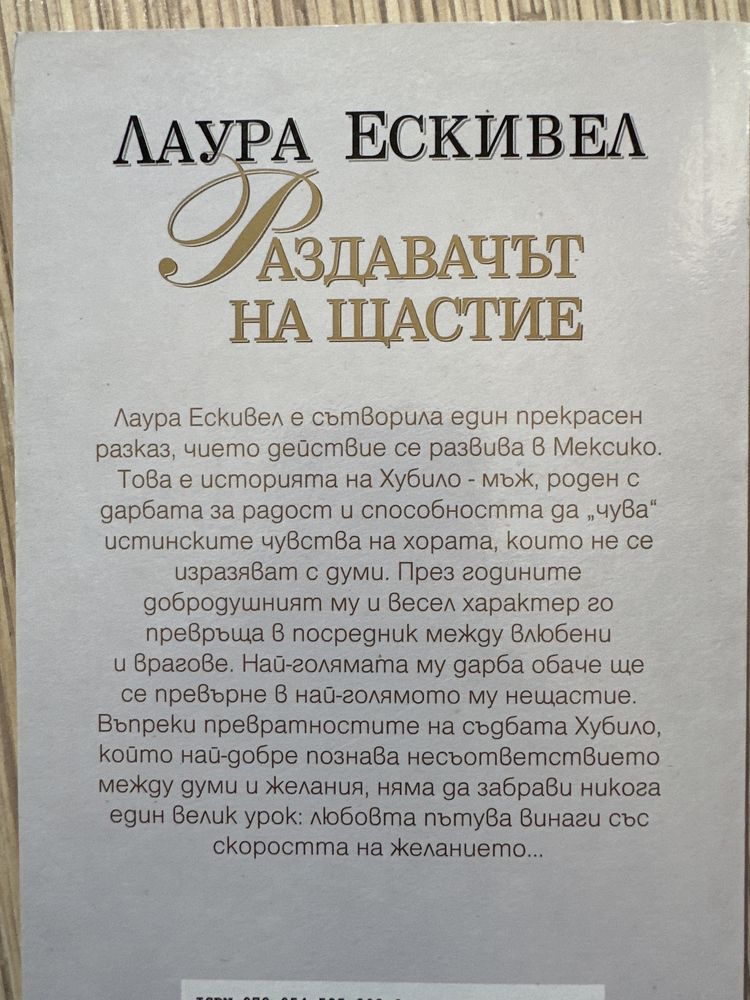 ЛАУРА ЕСКИВЕЛ
РАЗДАВАЧЪТ
НА ЩАСТИЕ
Лаура Ескивел е сътворила един прекрасен
разказ, чието действие се развива в Мексико.
Това е историята на Хубило - мъж, роден с
дарбата за радост и способността да „чува“
истинските чувства на хората, които не се
изразяват с думи. През годините
добродушният му и весел характер го
превръща в посредник между влюбени
и врагове. Най-голямата му дарба обаче ще
се превърне в най-голямото му нещастие.
Въпреки превратностите на съдбата Хубило,
който най-добре познава несъответствието
между думи и желания, няма да забрави никога
един велик урок: любовта пътува винаги със
скоростта на желанието...
ISBN